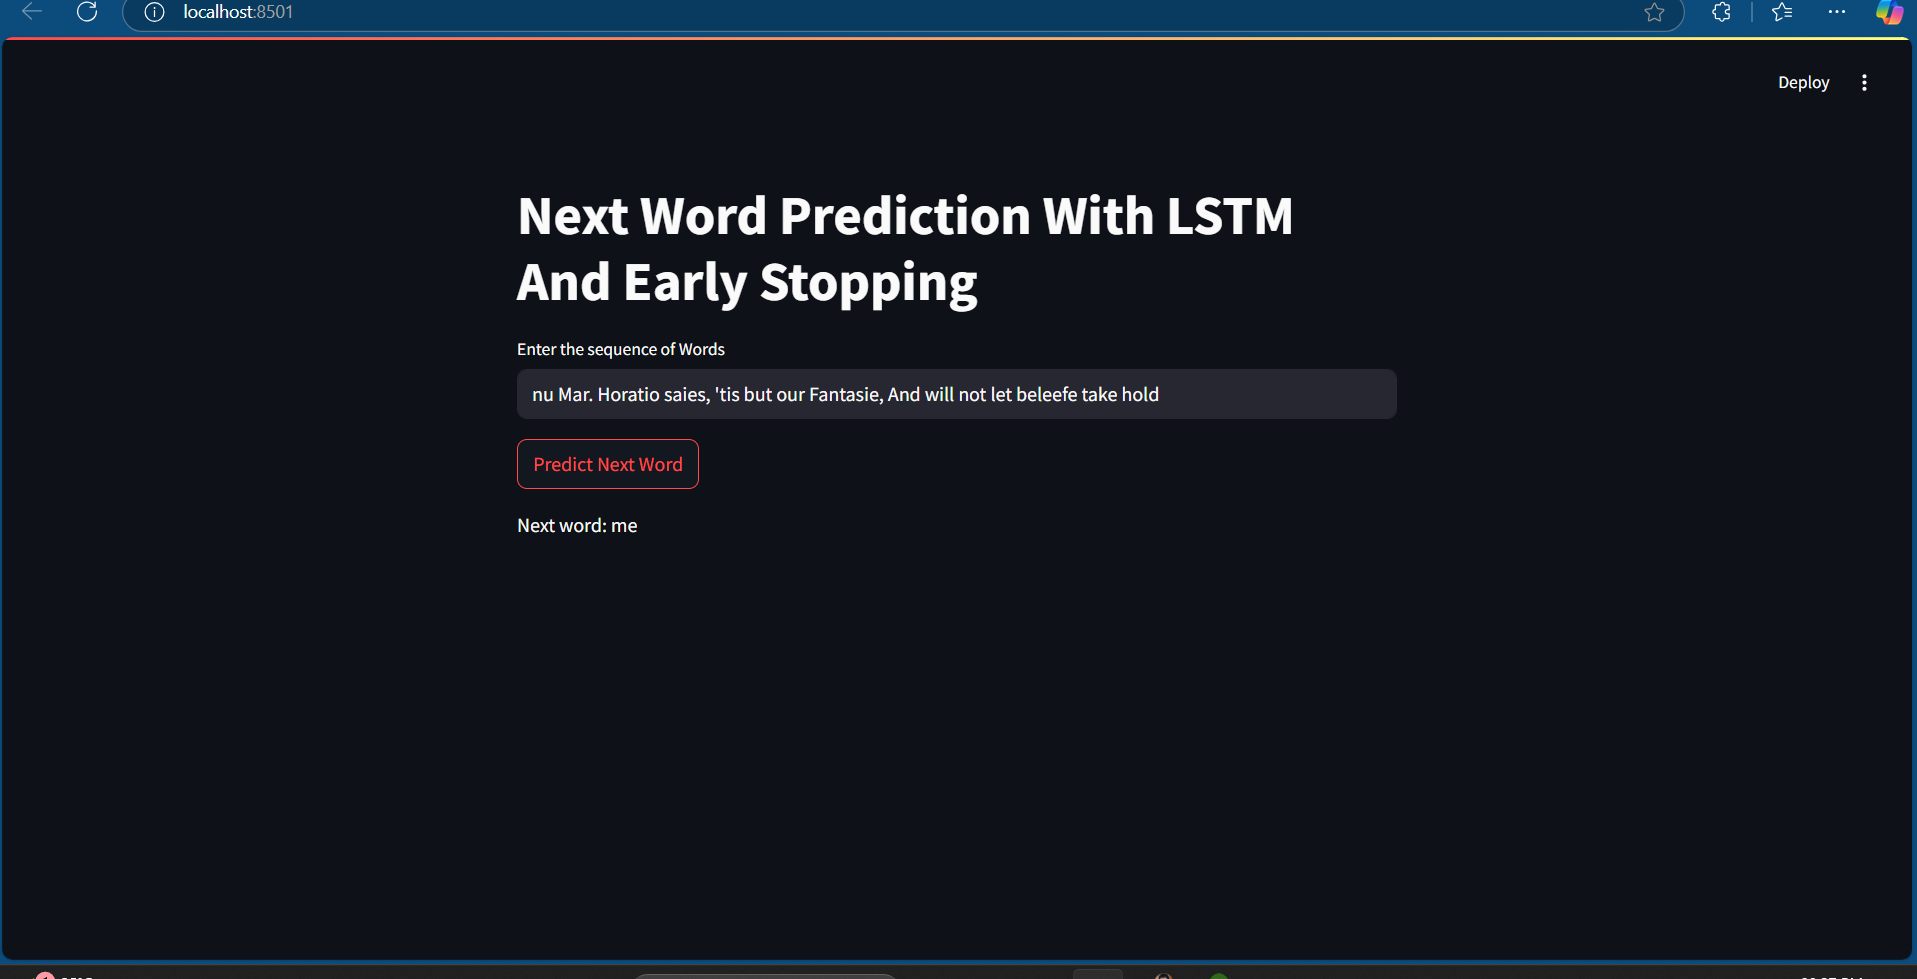 localhost:8501
Deploy
Next Word Prediction With LSTM
And Early Stopping
Enter the sequence of Words
nu Mar. Horatio saies, 'tis but our Fantasie, And will not let beleefe take hold
Predict Next Word
Next word: me